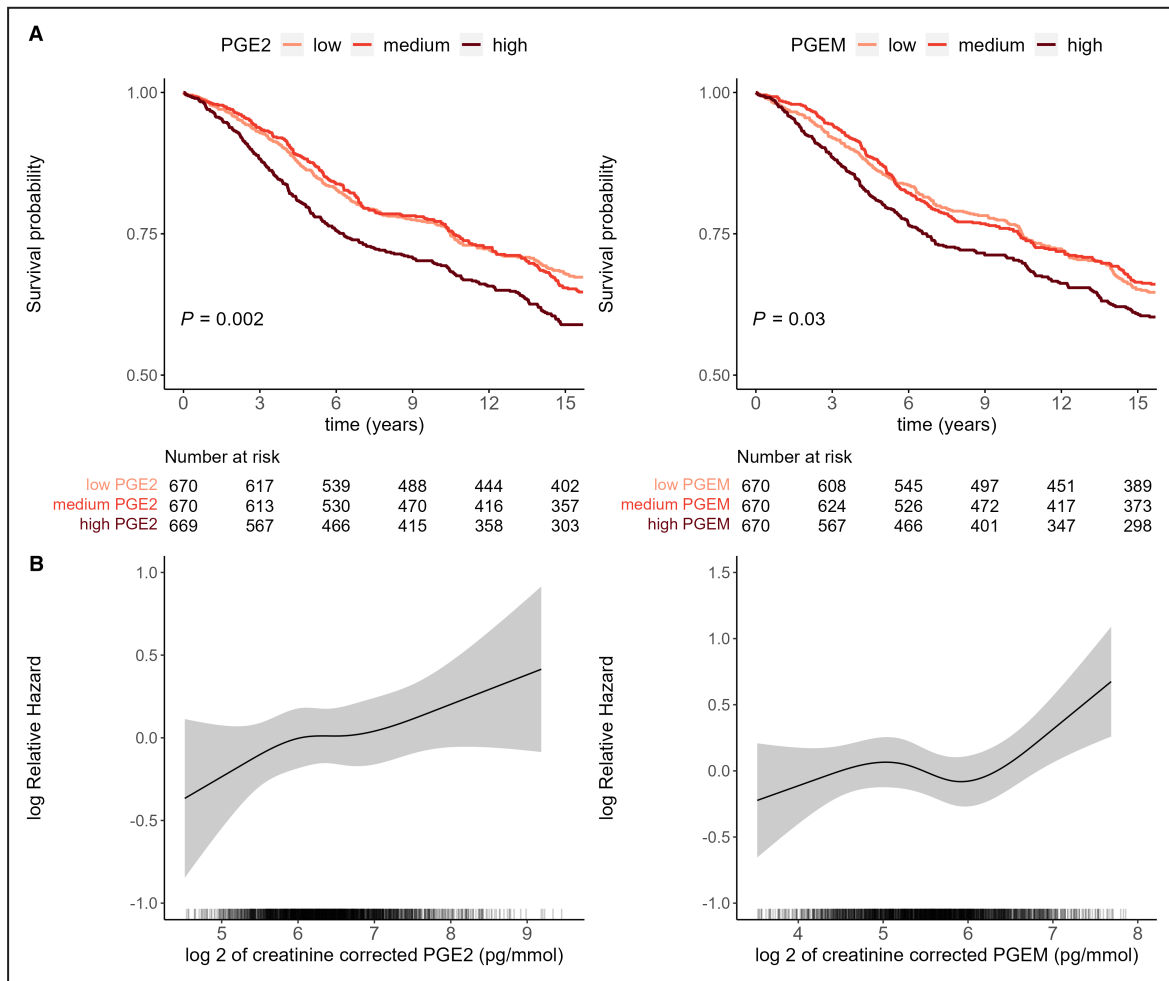 A
PGE2 low medium high
1.00
0.75
0.50
Survival probability
P = 0.002
0 3 6 9 12 15
time (years)
Number at risk
low PGE2 670 617 539 488 444 402
medium PGE2 670 613 530 470 416 357
high PGE2 669 567 466 415 358 303
PGEM low medium high
1.00
0.75
0.50
Survival probability
P = 0.03
0 3 6 9 12 15
time (years)
Number at risk
low PGEM 670 608 545 497 451 389
medium PGEM 670 624 526 472 417 373
high PGEM 670 567 466 401 347 298
B
1.0
0.5
0.0
-0.5
-1.0
log Relative Hazard
5 6 7 8 9
log 2 of creatinine corrected PGE2 (pg/mmol)
1.5
1.0
0.5
0.0
-0.5
-1.0
log Relative Hazard
4 5 6 7 8
log 2 of creatinine corrected PGEM (pg/mmol)